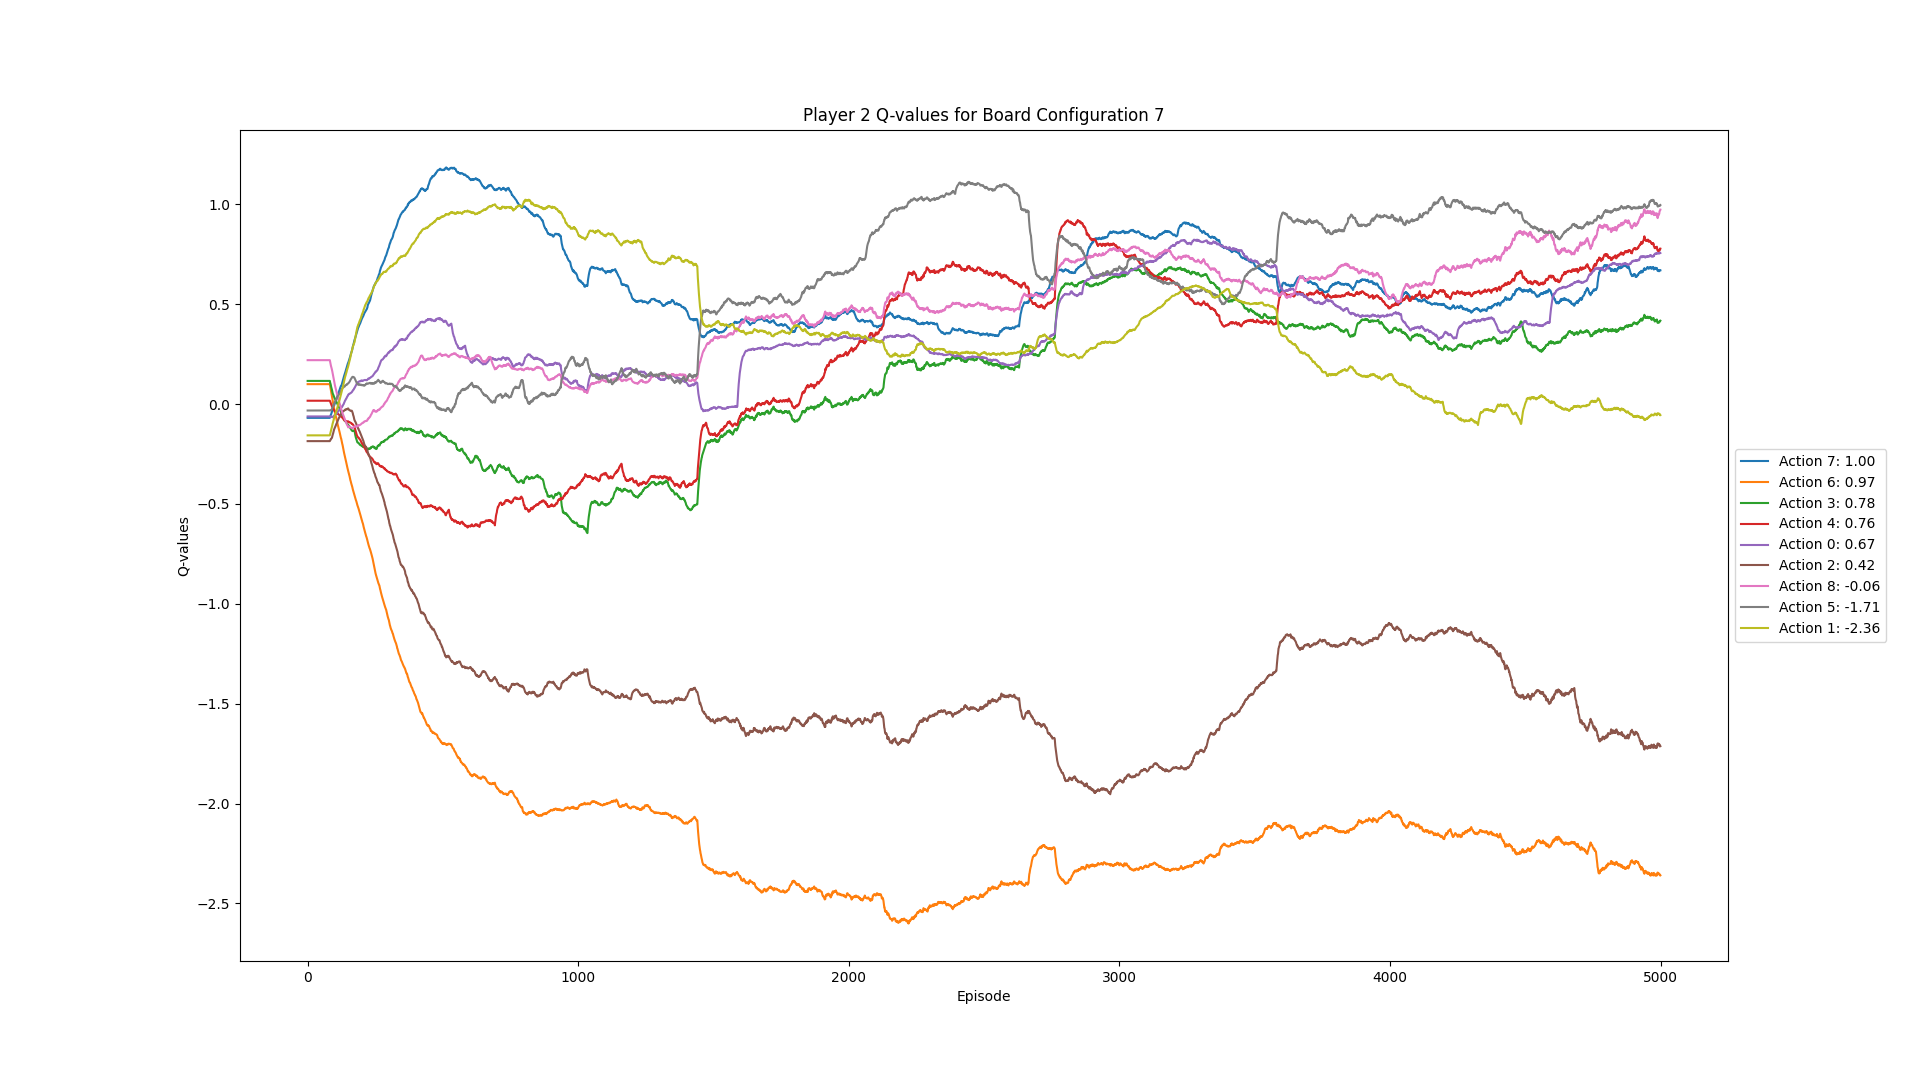 Player 2 Q-values for Board Configuration 7
Q-values
1.0
0.5
0.0
−0.5
−1.0
−1.5
−2.0
−2.5
0 1000 2000 3000 4000 5000
Episode
Action 7: 1.00
Action 6: 0.97
Action 3: 0.78
Action 4: 0.76
Action 0: 0.67
Action 2: 0.42
Action 8: -0.06
Action 5: -1.71
Action 1: -2.36